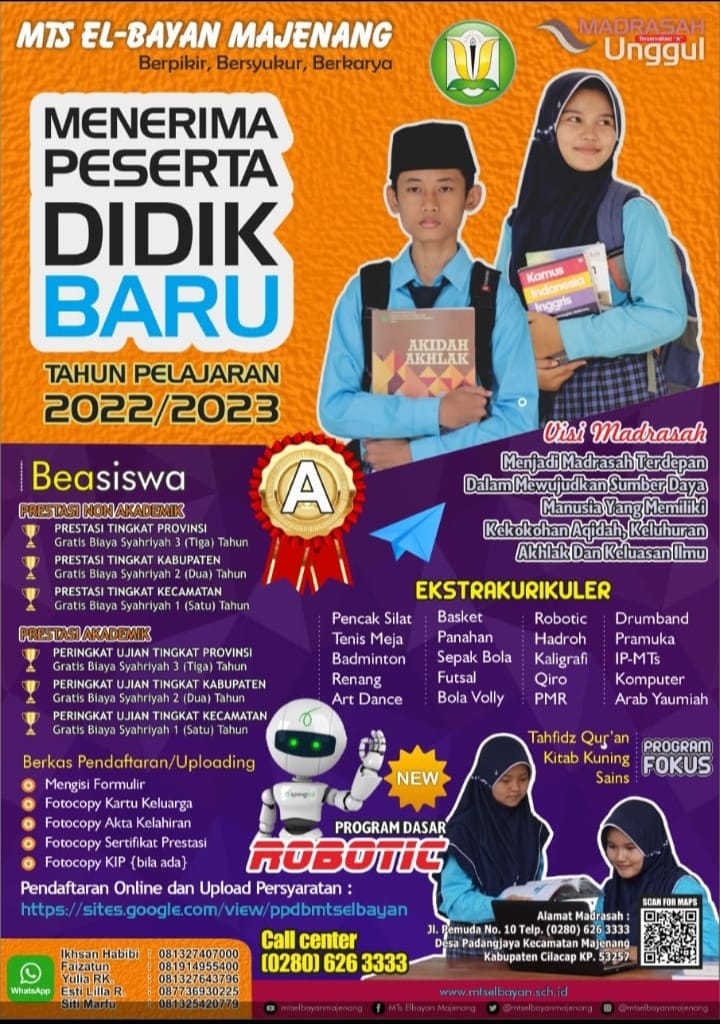 MTS EL-BAYAN MAJENANG
Berpikir, Bersyukur, Berkarya
MADRASAH
Terakreditasi "A"
Unggul
MENERIMA
PESERTA
DIDIK
BARU
TAHUN PELAJARAN
2022/2023
Kamus
Indonesia
Inggris
AKIDAH
AKHLAK
Visi Madrasah
Menjadi Madrasah Terdepan
Dalam Mewujudkan Sumber Daya
Manusia Yang Memiliki
Kekokohan Aqidah, Keluhuran
Akhlak Dan Keluasan Ilmu
Beasiswa
A
PRESTASI NON AKADEMIK
PRESTASI TINGKAT PROVINSI
Gratis Biaya Syahriyah 3 (Tiga) Tahun
PRESTASI TINGKAT KABUPATEN
Gratis Biaya Syahriyah 2 (Dua) Tahun
PRESTASI TINGKAT KECAMATAN
Gratis Biaya Syahriyah 1 (Satu) Tahun
PRESTASI AKADEMIK
PERINGKAT UJIAN TINGKAT PROVINSI
Gratis Biaya Syahriyah 3 (Tiga) Tahun
PERINGKAT UJIAN TINGKAT KABUPATEN
Gratis Biaya Syahriyah 2 (Dua) Tahun
PERINGKAT UJIAN TINGKAT KECAMATAN
Gratis Biaya Syahriyah 1 (Satu) Tahun
EKSTRAKURIKULER
Pencak Silat Basket Robotic Drumband
Tenis Meja Panahan Hadroh Pramuka
Badminton Sepak Bola Kaligrafi IP-MTs
Renang Futsal Qiro Komputer
Art Dance Bola Volly PMR Arab Yaumiah
Tahfidz Qur'an
Kitab Kuning
Sains
PROGRAM
FOKUS
Berkas Pendaftaran/Uploading
Mengisi Formulir
Fotocopy Kartu Keluarga
Fotocopy Akta Kelahiran
Fotocopy Sertifikat Prestasi
Fotocopy KIP {bila ada}
NEW
PROGRAM DASAR
ROBOTIC
Pendaftaran Online dan Upload Persyaratan :
https://sites.google.com/view/ppdbmtselbayan
SCAN FOR MAPS
Alamat Madrasah :
Jl. Pemuda No. 10 Telp. (0280) 626 3333
Desa Padangjaya Kecamatan Majenang
Kabupaten Cilacap KP. 53257
Call center
(0280) 626 3333
WhatsApp
Ikhsan Habibi : 081327407000
Faizatun : 081914955400
Yulia RK. : 081327643796
Esti Lilla R. : 087736930225
Siti Marfu : 081325420779
www.mtselbayan.sch.id
mtselbayanmajenang MTs Elbayan Majenang @mtselbayanmajenang @mtselbayanmajenang